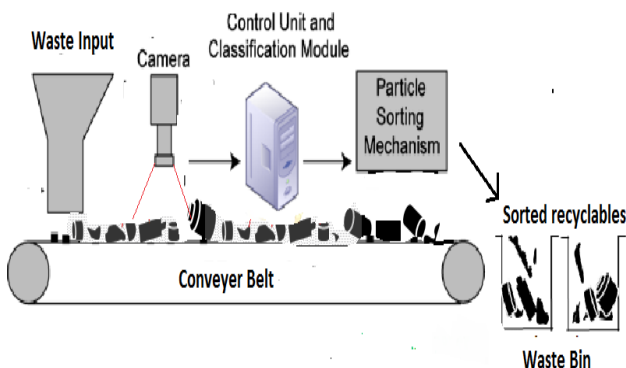 Waste Input
Camera
Control Unit and
Classification Module
Particle
Sorting
Mechanism
Sorted recyclables
Conveyer Belt
Waste Bin